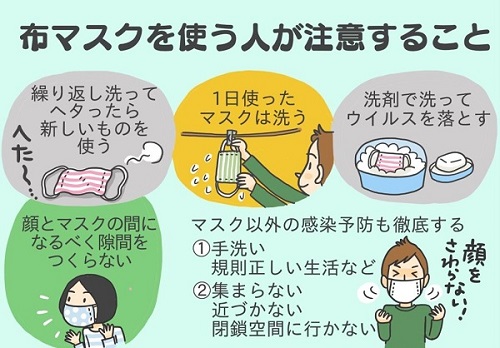 布マスクを使う人が注意すること
繰り返し洗って
ヘタったら
新しいものを
使う
へた〜…
1日使った
マスクは洗う
洗剤で洗って
ウイルスを落とす
顔とマスクの間に
なるべく隙間を
つくらない
マスク以外の感染予防も徹底する
①手洗い
規則正しい生活など
②集まらない
近づかない
閉鎖空間に行かない
顔を
さわらない!